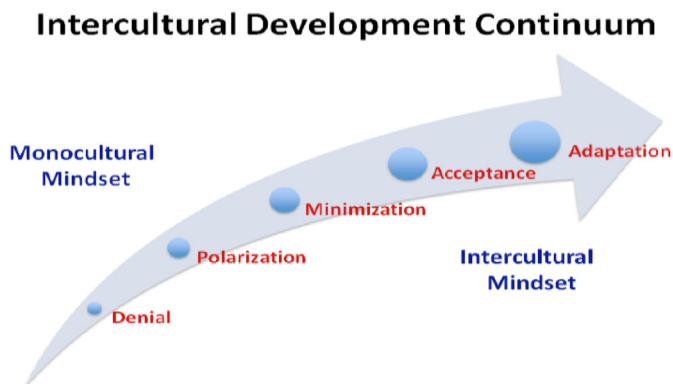 Intercultural Development Continuum
Monocultural
Mindset
Adaptation
Acceptance
Minimization
Polarization
Intercultural
Mindset
Denial